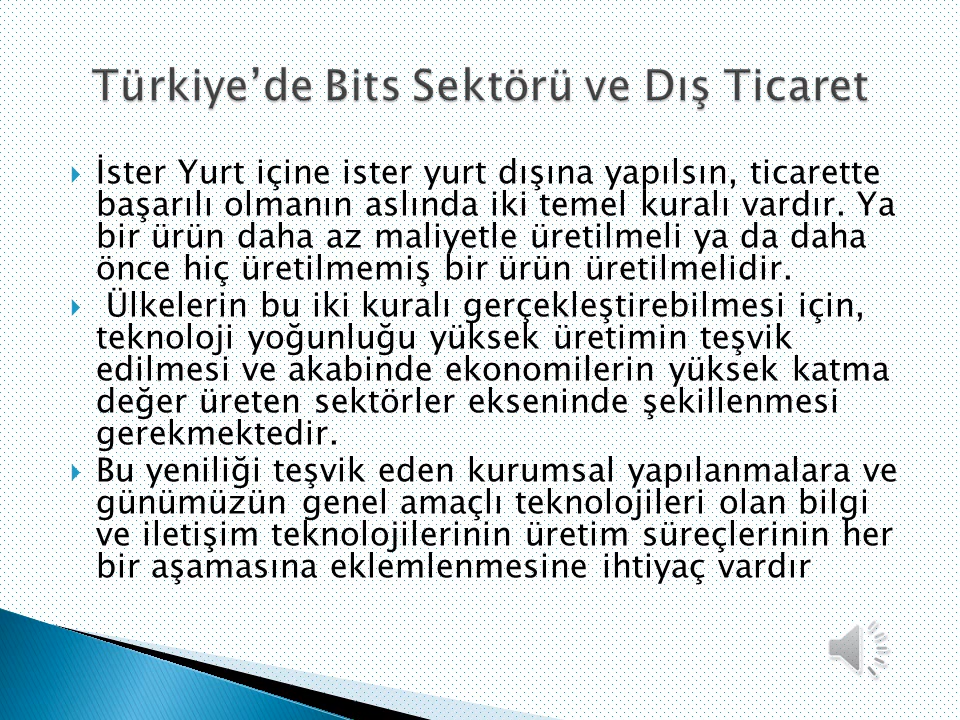 Türkiye’de Bits Sektörü ve Dış Ticaret
İster Yurt içine ister yurt dışına yapılsın, ticarette
başarılı olmanın aslında iki temel kuralı vardır. Ya
bir ürün daha az maliyetle üretilmeli ya da daha
önce hiç üretilmemiş bir ürün üretilmelidir.
Ülkelerin bu iki kuralı gerçekleştirebilmesi için,
teknoloji yoğunluğu yüksek üretimin teşvik
edilmesi ve akabinde ekonomilerin yüksek katma
değer üreten sektörler ekseninde şekillenmesi
gerekmektedir.
Bu yeniliği teşvik eden kurumsal yapılanmalara ve
günümüzün genel amaçlı teknolojileri olan bilgi
ve iletişim teknolojilerinin üretim süreçlerinin her
bir aşamasına eklemlenmesine ihtiyaç vardır